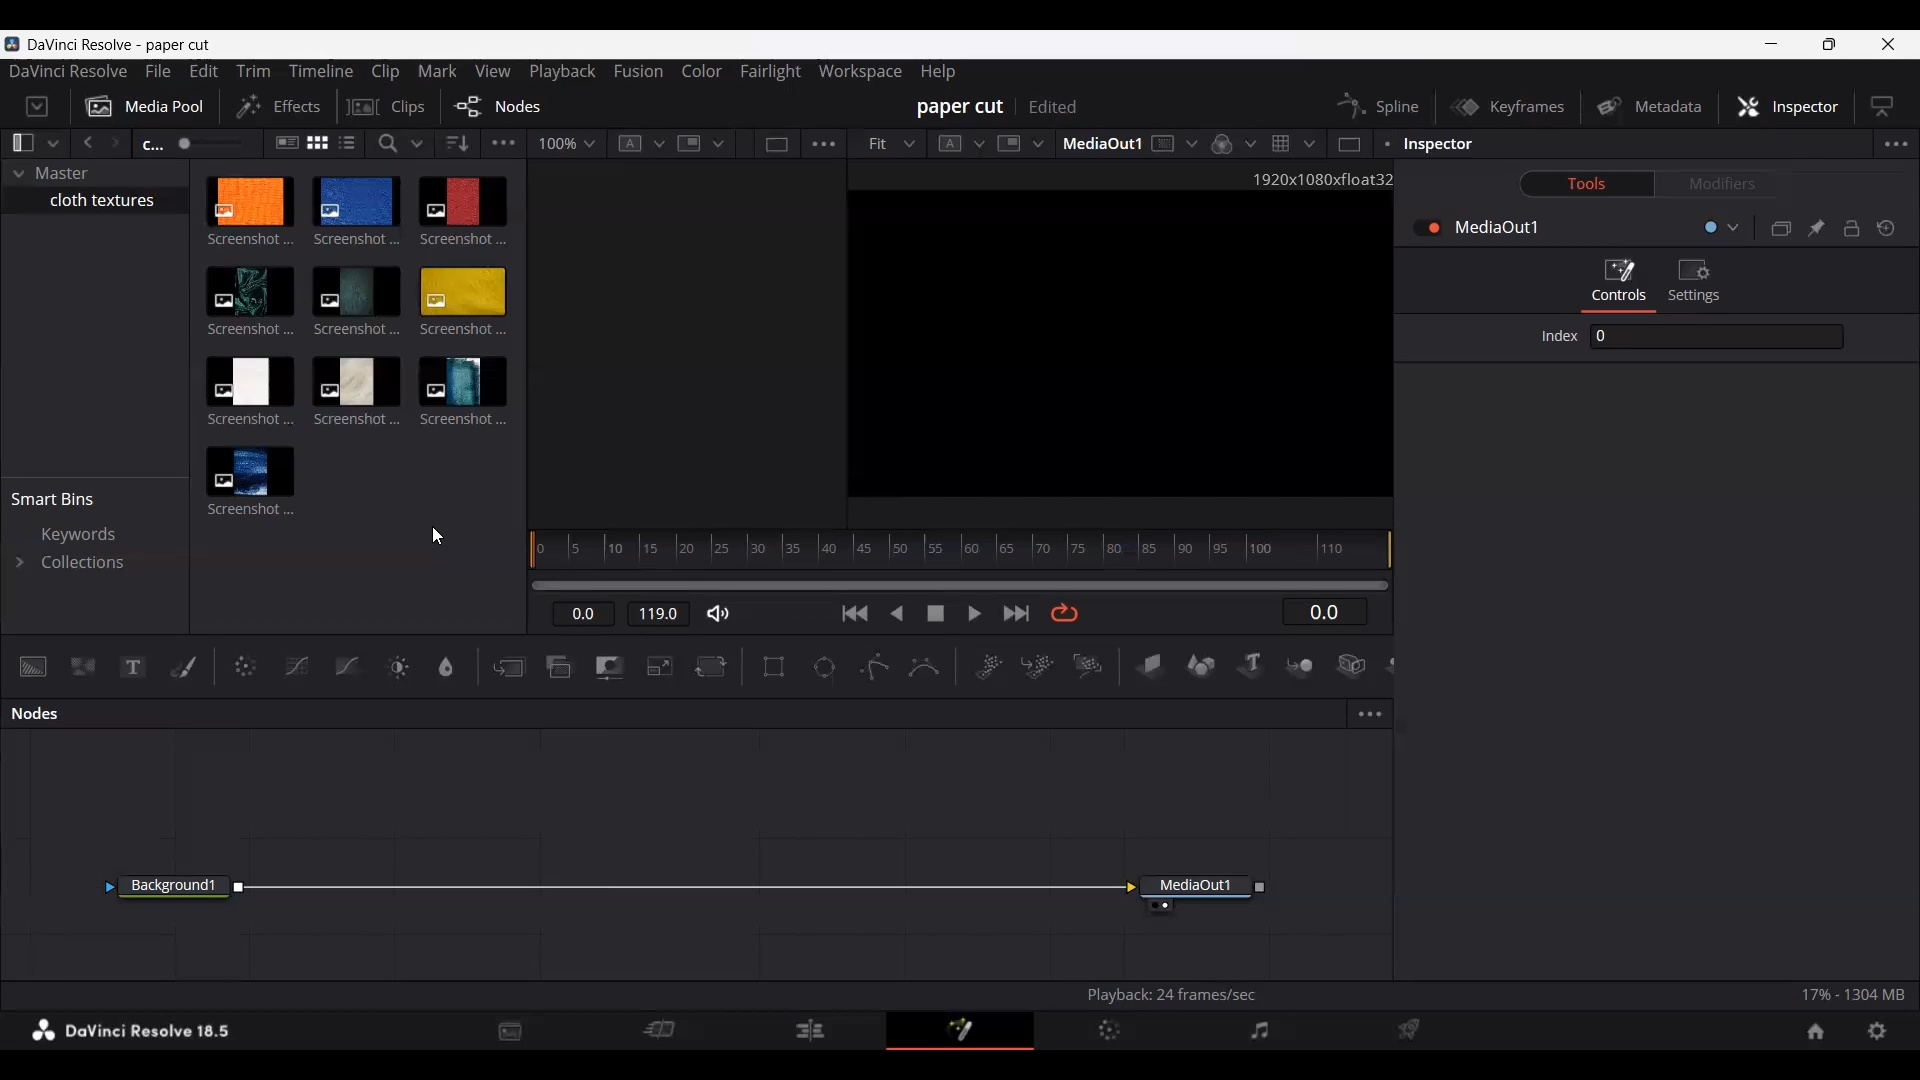 DaVinci Resolve - paper cut
DaVinci Resolve File Edit Trim Timeline Clip Mark View Playback Fusion Color Fairlight Workspace Help
Media Pool Effects Clips Nodes paper cut Edited Spline Keyframes Metadata Inspector
c... 100% A Fit A MediaOut1 Inspector
Master
cloth textures
1920x1080xfloat32
Tools Modifiers
MediaOut1
Controls Settings
Index 0
Screenshot ... Screenshot ... Screenshot ...
Screenshot ... Screenshot ... Screenshot ...
Screenshot ... Screenshot ... Screenshot ...
Screenshot ...
Smart Bins
Keywords
Collections
0 5 10 15 20 25 30 35 40 45 50 55 60 65 70 75 80 85 90 95 100 110
0.0 119.0 0.0
T T
Nodes
Background1 MediaOut1
Playback: 24 frames/sec 17% - 1304 MB
DaVinci Resolve 18.5